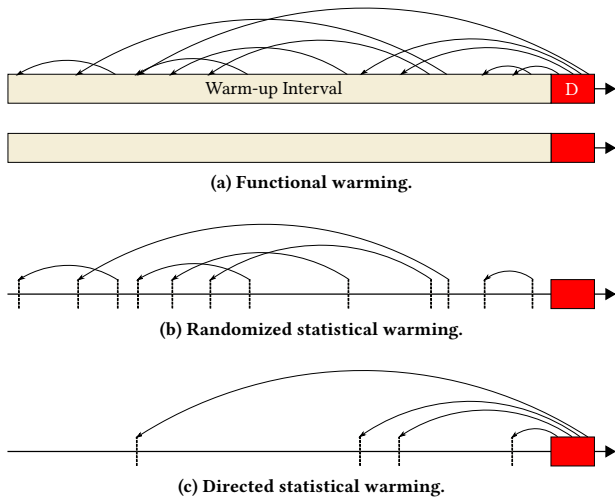 Warm-up Interval
D
(a) Functional warming.
(b) Randomized statistical warming.
(c) Directed statistical warming.